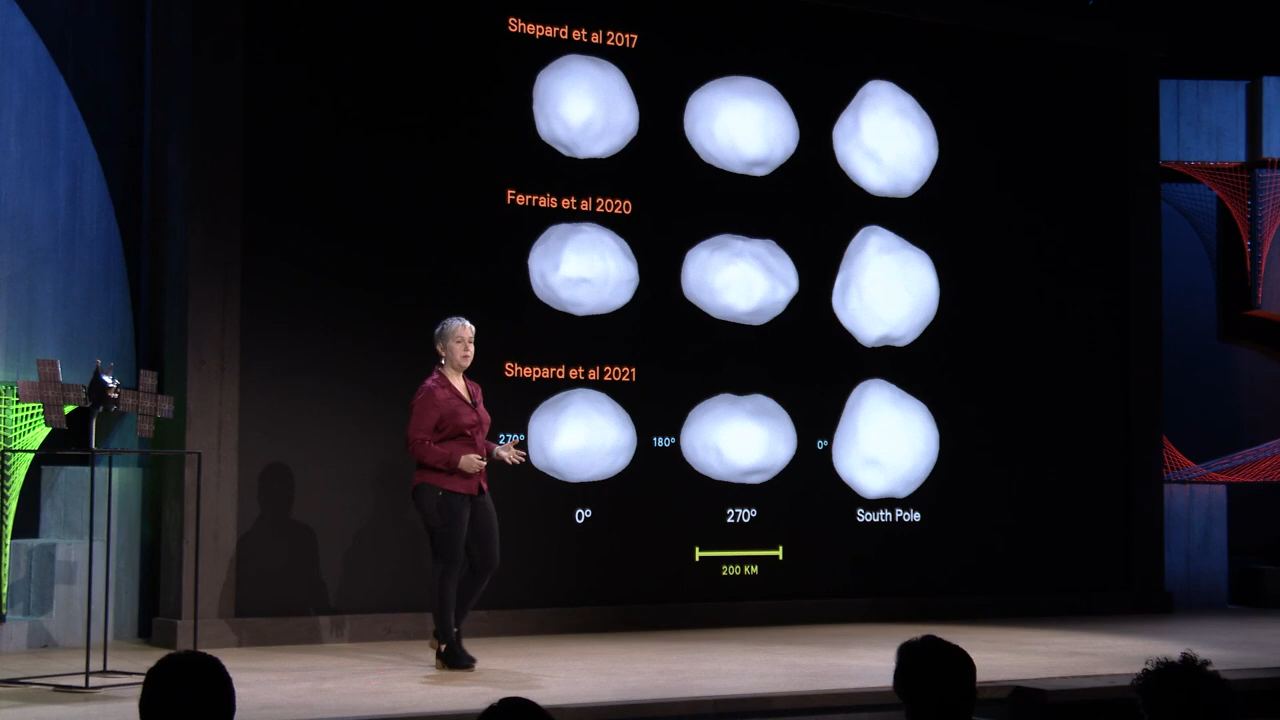 Shepard et al 2017
Ferrais et al 2020
Shepard et al 2021
270°
180°
0°
0°
270°
South Pole
200 KM